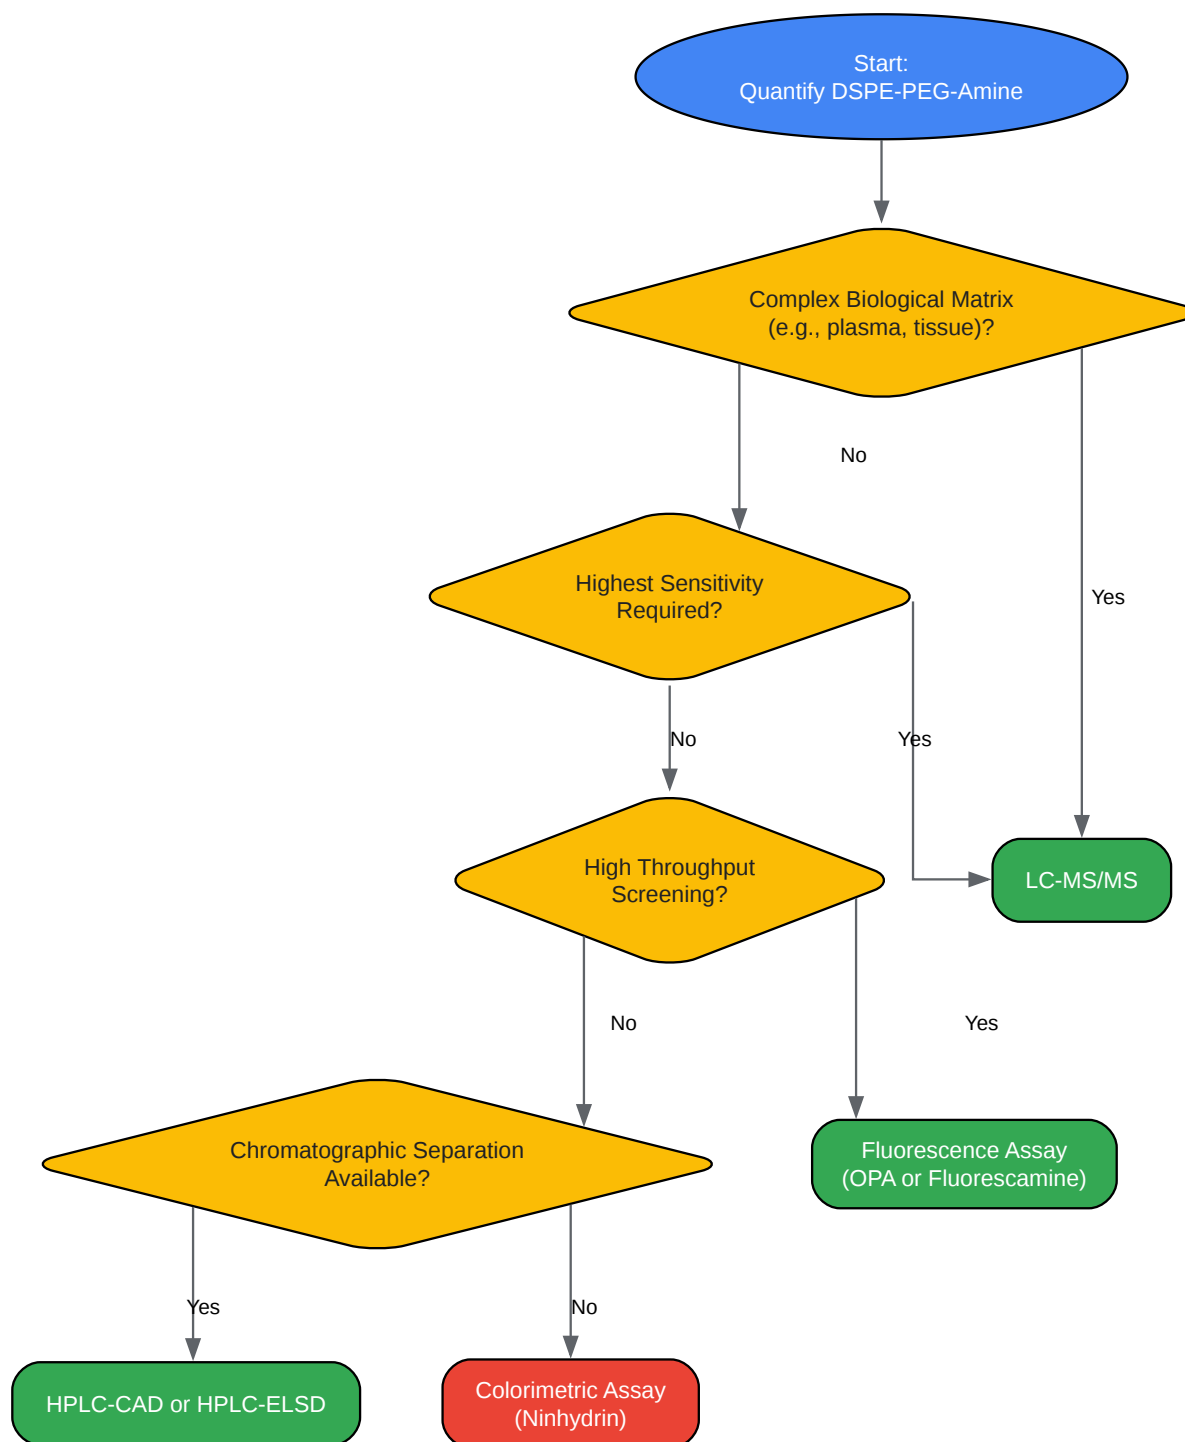 Start:
Quantify DSPE-PEG-Amine
Complex Biological Matrix
(e.g., plasma, tissue)?
No
Yes
Highest Sensitivity
Required?
No
Yes
High Throughput
Screening?
LC-MS/MS
No
Yes
Chromatographic Separation
Available?
Fluorescence Assay
(OPA or Fluorescamine)
Yes
No
HPLC-CAD or HPLC-ELSD
Colorimetric Assay
(Ninhydrin)